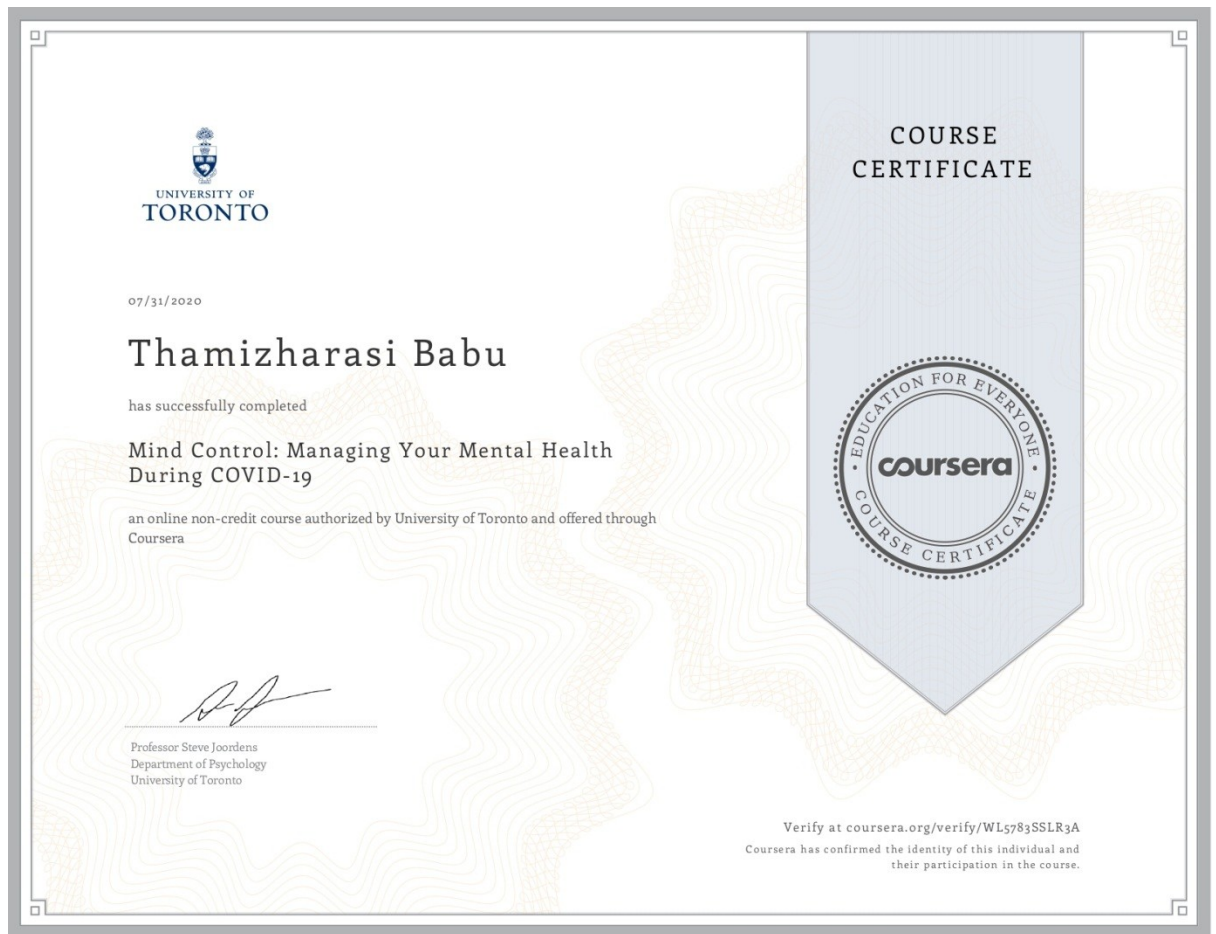 UNIVERSITY OF
TORONTO
07/31/2020
Thamizharasi Babu
has successfully completed
Mind Control: Managing Your Mental Health
During COVID-19
an online non-credit course authorized by University of Toronto and offered through
Coursera
Professor Steve Joordens
Department of Psychology
University of Toronto
COURSE
CERTIFICATE
EDUCATION FOR EVERYONE
coursera
COURSE CERTIFICATE
Verify at coursera.org/verify/WL5783SSLR3A
Coursera has confirmed the identity of this individual and
their participation in the course.